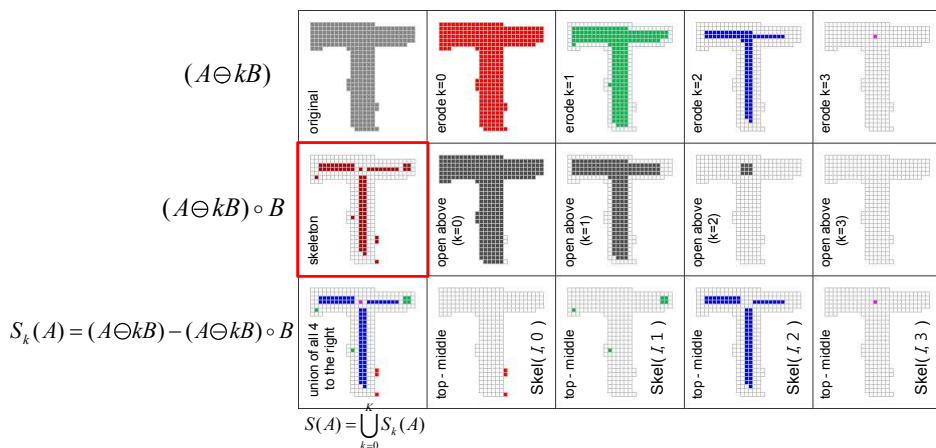 (A⊖kB)
original
erode k=0
erode k=1
erode k=2
erode k=3
(A⊖kB)∘B
skeleton
open above
(k=0)
open above
(k=1)
open above
(k=2)
open above
(k=3)
S_k(A) = (A⊖kB) − (A⊖kB)∘B
union of all 4
to the right
top - middle
Skel( I, 0 )
top - middle
Skel( I, 1 )
top - middle
Skel( I, 2 )
top - middle
Skel( I, 3 )
S(A) = ⋃_{k=0}^{K} S_k(A)